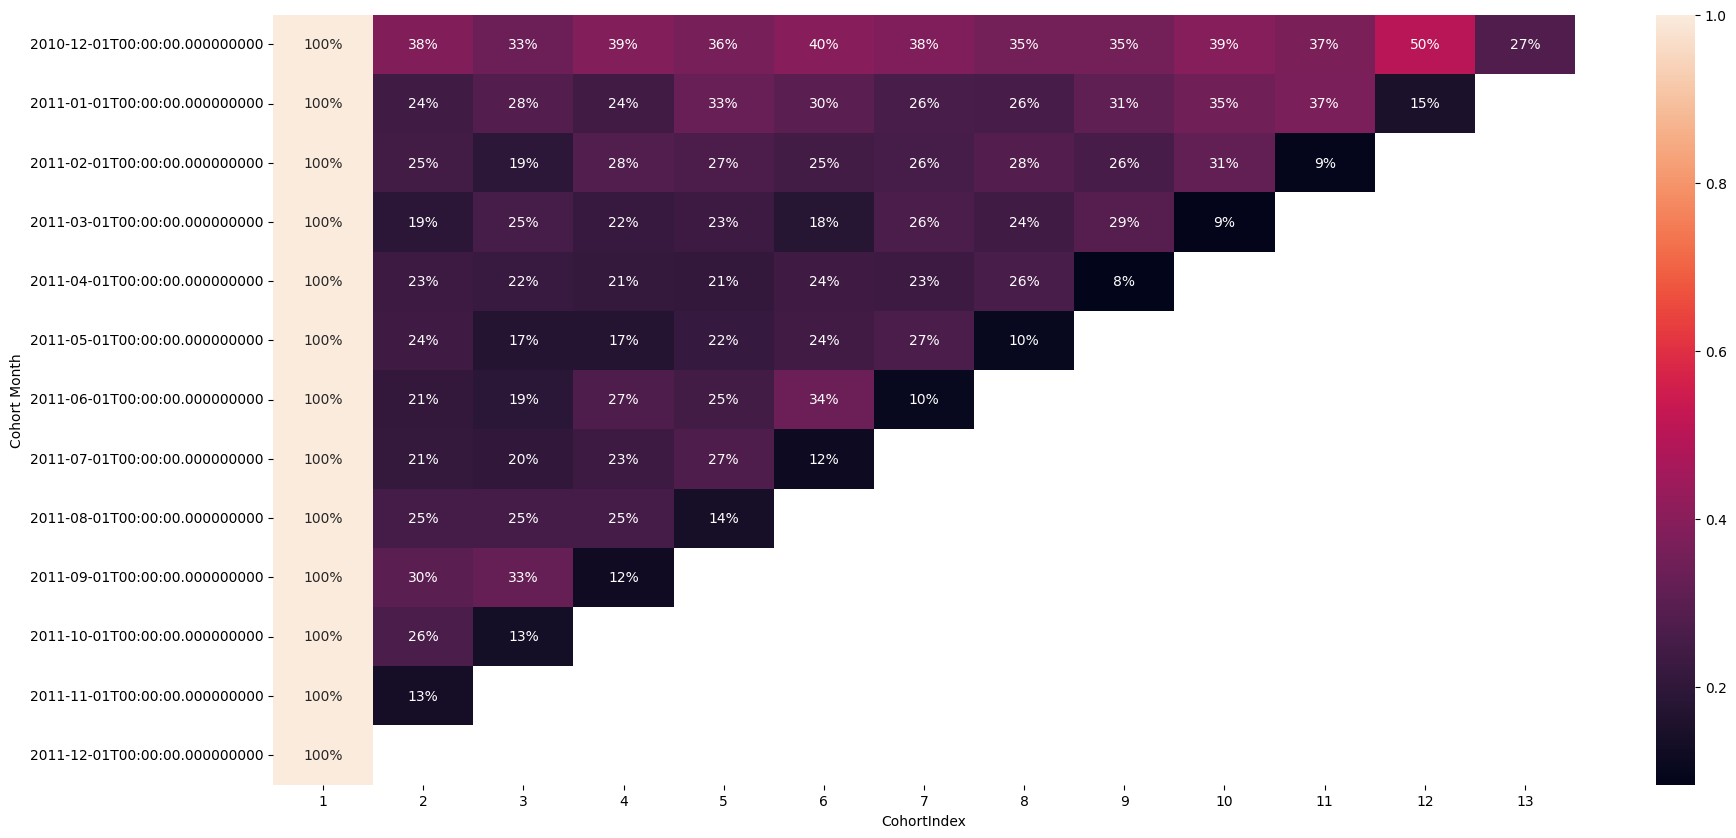 2010-12-01T00:00:00.000000000 100% 38% 33% 39% 36% 40% 38% 35% 35% 39% 37% 50% 27%
2011-01-01T00:00:00.000000000 100% 24% 28% 24% 33% 30% 26% 26% 31% 35% 37% 15%
2011-02-01T00:00:00.000000000 100% 25% 19% 28% 27% 25% 26% 28% 26% 31% 9%
2011-03-01T00:00:00.000000000 100% 19% 25% 22% 23% 18% 26% 24% 29% 9%
2011-04-01T00:00:00.000000000 100% 23% 22% 21% 21% 24% 23% 26% 8%
2011-05-01T00:00:00.000000000 100% 24% 17% 17% 22% 24% 27% 10%
2011-06-01T00:00:00.000000000 100% 21% 19% 27% 25% 34% 10%
2011-07-01T00:00:00.000000000 100% 21% 20% 23% 27% 12%
2011-08-01T00:00:00.000000000 100% 25% 25% 25% 14%
2011-09-01T00:00:00.000000000 100% 30% 33% 12%
2011-10-01T00:00:00.000000000 100% 26% 13%
2011-11-01T00:00:00.000000000 100% 13%
2011-12-01T00:00:00.000000000 100%
1 2 3 4 5 6 7 8 9 10 11 12 13
CohortIndex
Cohort Month
1.0
0.8
0.6
0.4
0.2